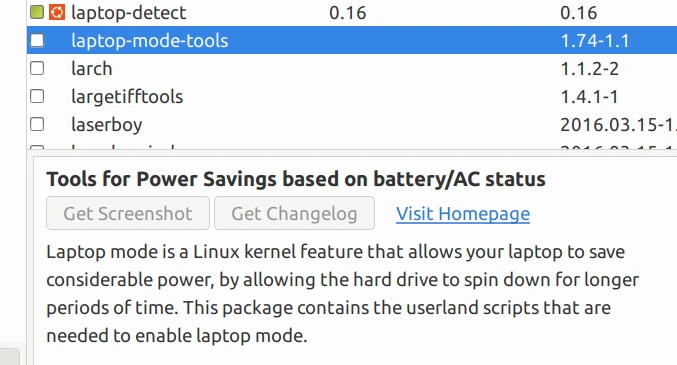 laptop-detect 0.16 0.16
laptop-mode-tools 1.74-1.1
larch 1.1.2-2
largetifftools 1.4.1-1
laserboy 2016.03.15-1.
Tools for Power Savings based on battery/AC status
Get Screenshot Get Changelog Visit Homepage
Laptop mode is a Linux kernel feature that allows your laptop to save
considerable power, by allowing the hard drive to spin down for longer
periods of time. This package contains the userland scripts that are
needed to enable laptop mode.